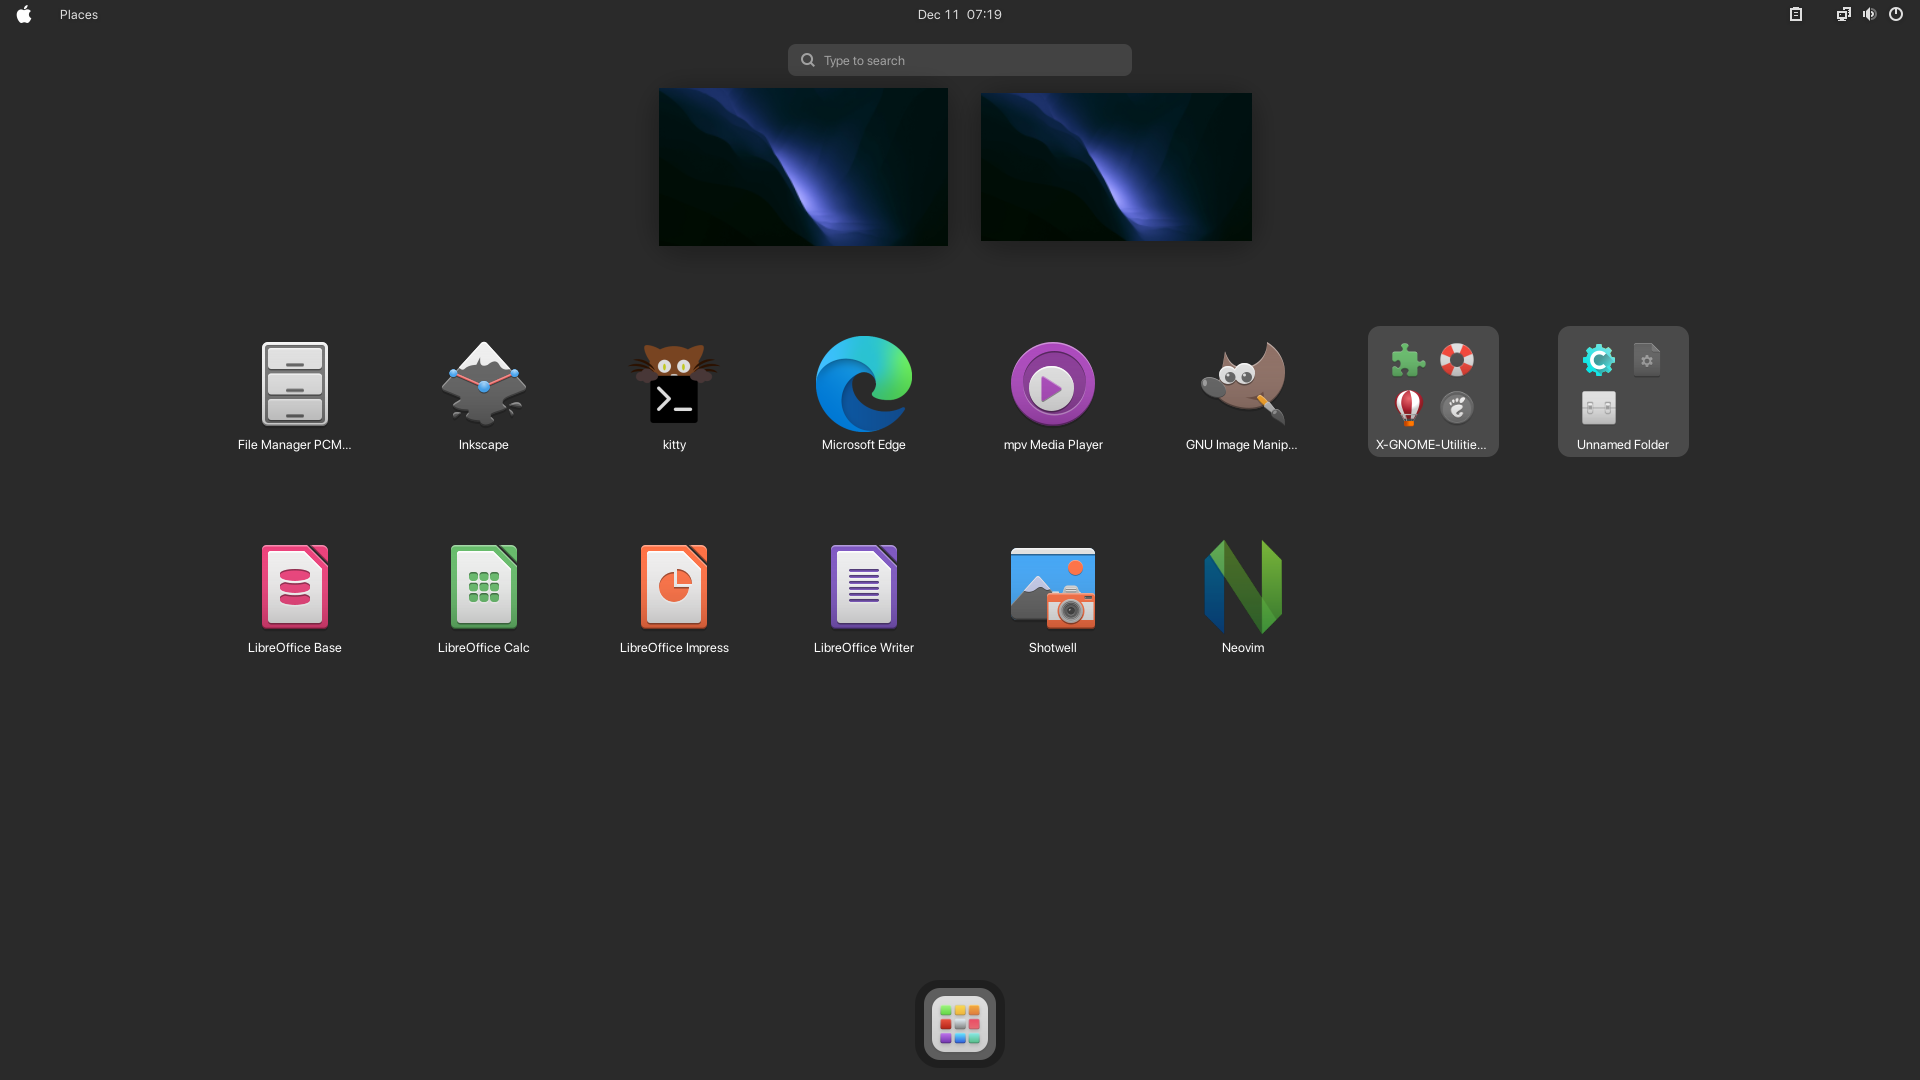 Places
Dec 11 07:19
Type to search
File Manager PCM...
Inkscape
kitty
Microsoft Edge
mpv Media Player
GNU Image Manip...
X-GNOME-Utilitie...
Unnamed Folder
LibreOffice Base
LibreOffice Calc
LibreOffice Impress
LibreOffice Writer
Shotwell
Neovim